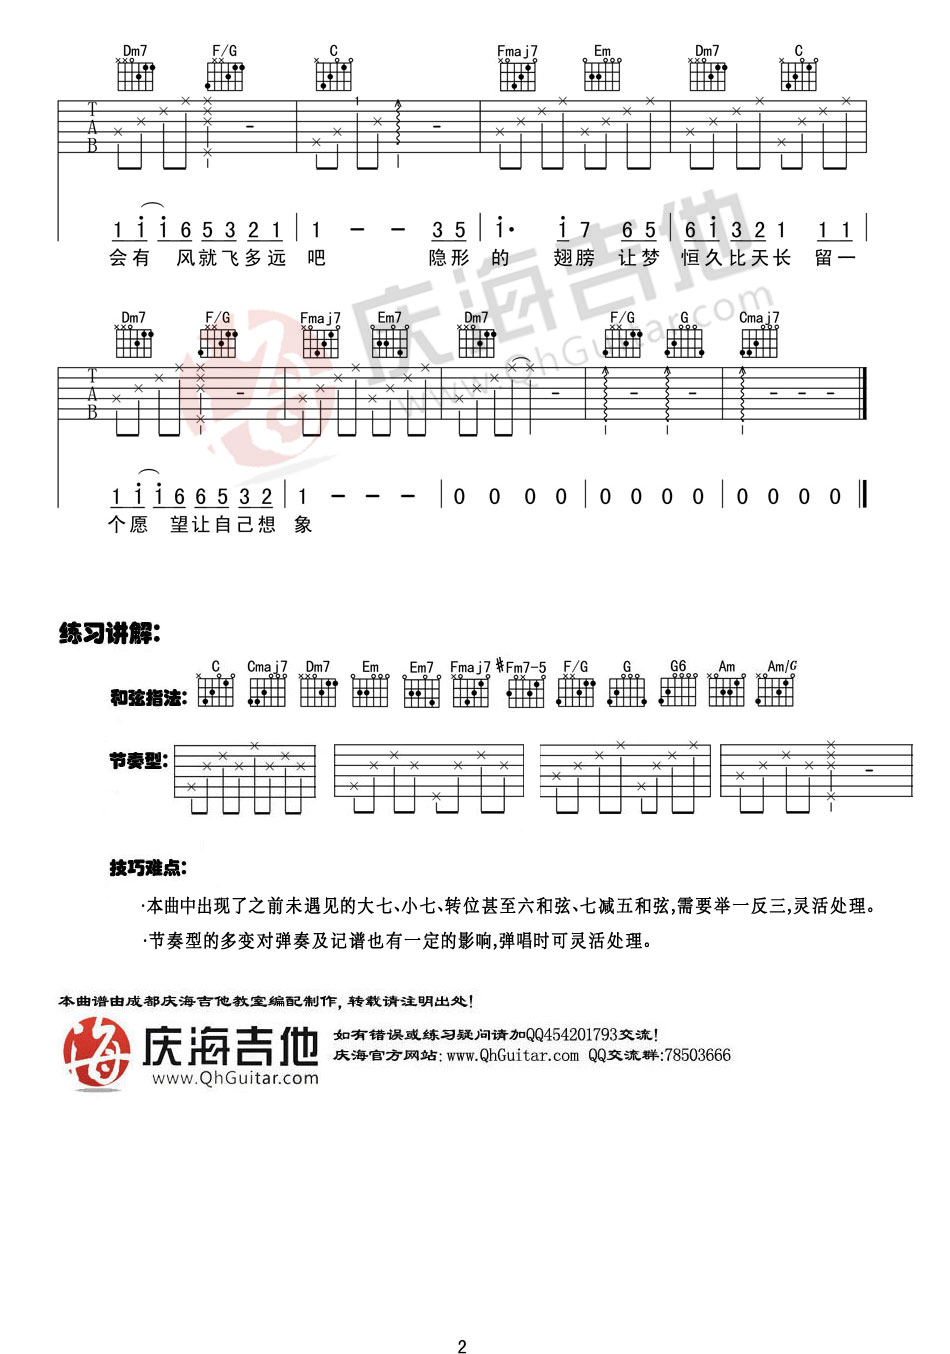 Dm7 F/G C Fmaj7 Em Dm7 C
T A B
1 1 1 6 5 3 2 1 1 - - 3 5 1· 1 7 6 5 6 1 3 2 1 1 1
会有 风就飞多远 吧 隐形 的 翅膀 让梦 恒久比天长 留一
庆海吉他
www.QhGuitar.com
Dm7 F/G Fmaj7 Em7 Dm7 F/G G Cmaj7
T A B
1 1 1 6 6 5 3 2 1 - - - 0 0 0 0 0 0 0 0 0 0 0 0
个愿 望让自己想 象
练习讲解:
C Cmaj7 Dm7 Em Em7 Fmaj7 #Fm7-5 F/G G G6 Am Am/G
和弦指法:
节奏型:
技巧难点:
·本曲中出现了之前未遇见的大七、小七、转位甚至六和弦、七减五和弦,需要举一反三,灵活处理。
·节奏型的多变对弹奏及记谱也有一定的影响,弹唱时可灵活处理。
本曲谱由成都庆海吉他教室编配制作, 转载请注明出处!
海 庆海吉他
www.QhGuitar.com
如有错误或练习疑问请加QQ454201793交流!
庆海官方网站: www.QhGuitar.com QQ交流群:78503666
2